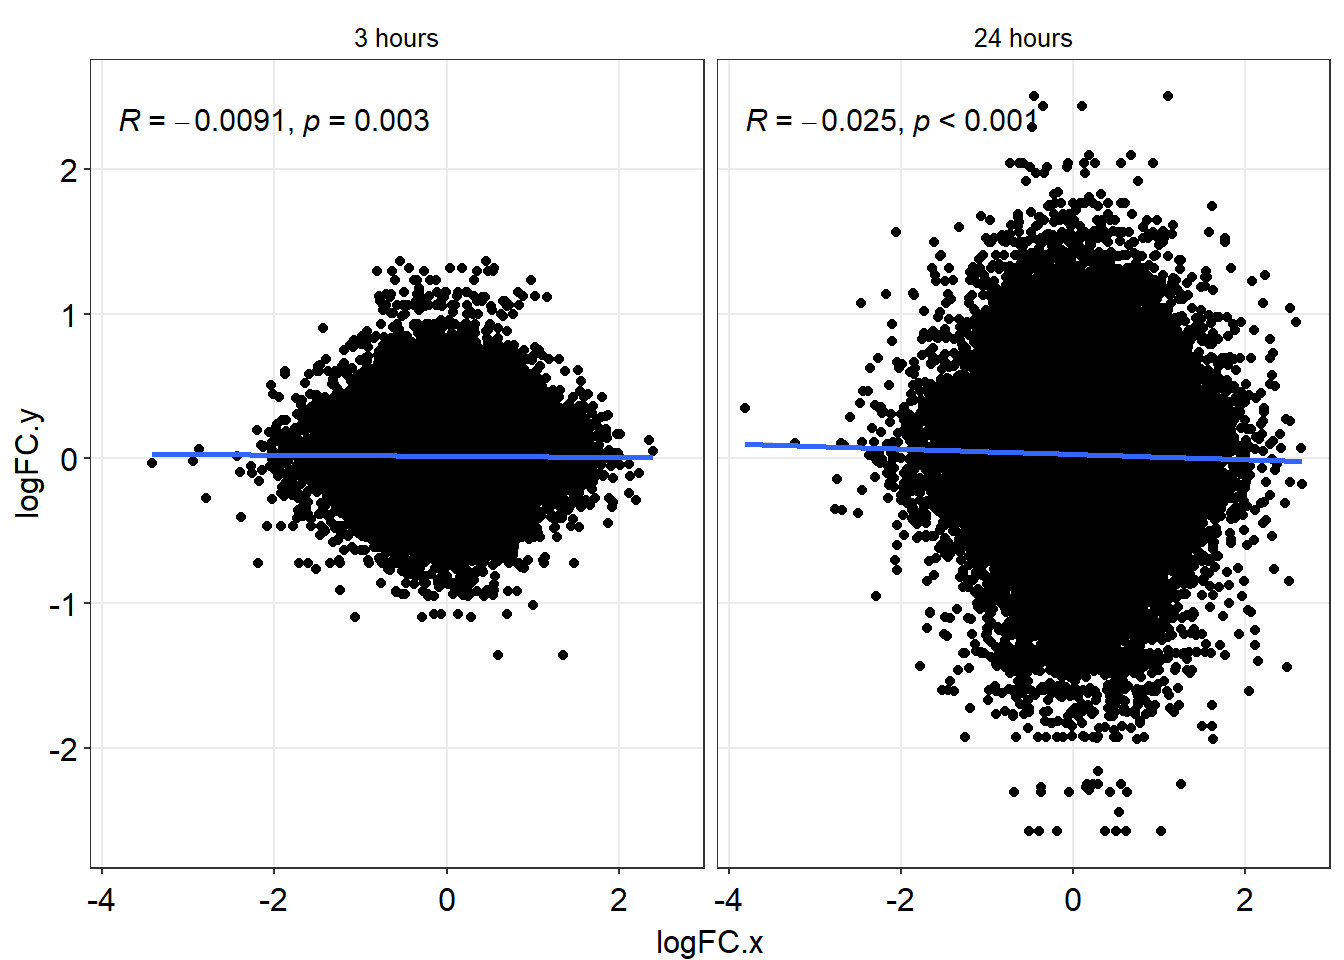 3 hours
24 hours
R = −0.0091, p = 0.003
R = −0.025, p < 0.001
2
1
0
-1
-2
logFC.y
-4 -2 0 2 -4 -2 0 2
logFC.x